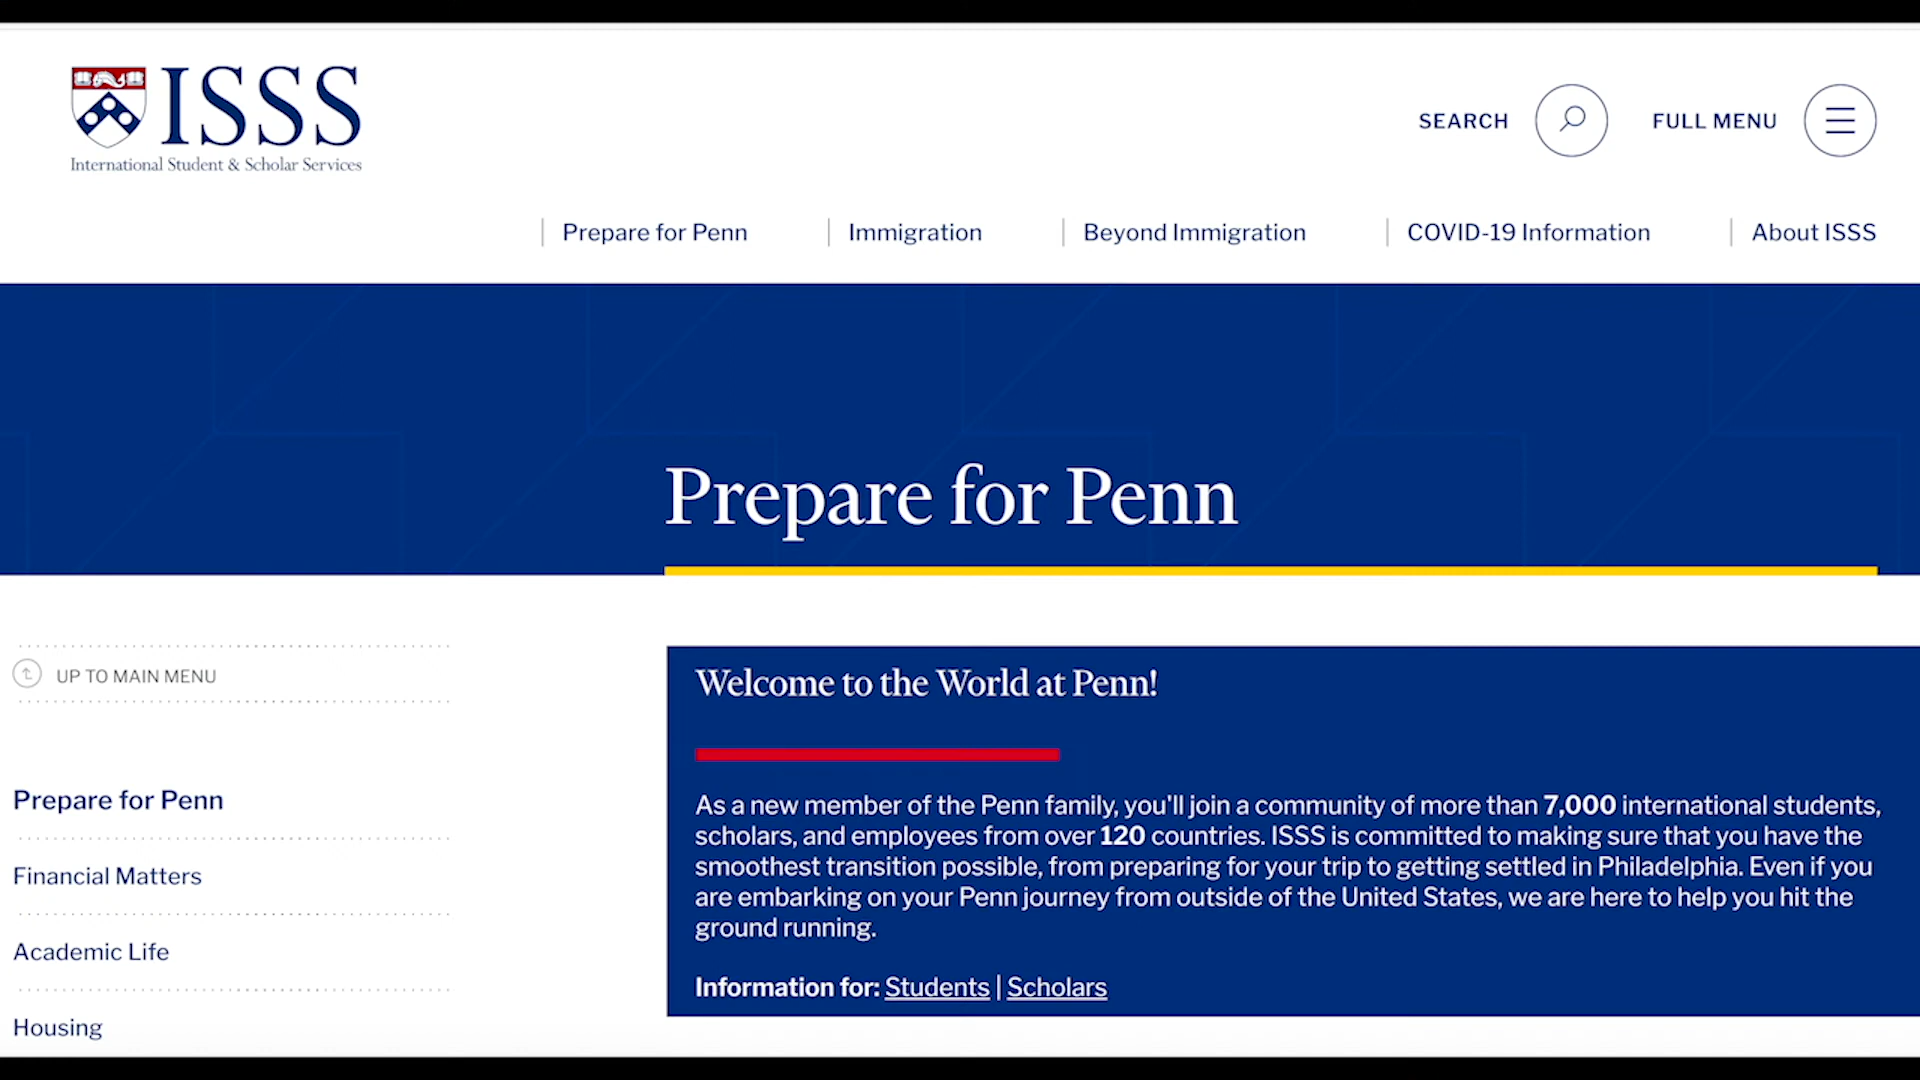 ISSS
International Student & Scholar Services
SEARCH
FULL MENU
Prepare for Penn
Immigration
Beyond Immigration
COVID-19 Information
About ISSS
Prepare for Penn
UP TO MAIN MENU
Prepare for Penn
Financial Matters
Academic Life
Housing
Welcome to the World at Penn!
As a new member of the Penn family, you'll join a community of more than 7,000 international students,
scholars, and employees from over 120 countries. ISSS is committed to making sure that you have the
smoothest transition possible, from preparing for your trip to getting settled in Philadelphia. Even if you
are embarking on your Penn journey from outside of the United States, we are here to help you hit the
ground running.
Information for: Students | Scholars